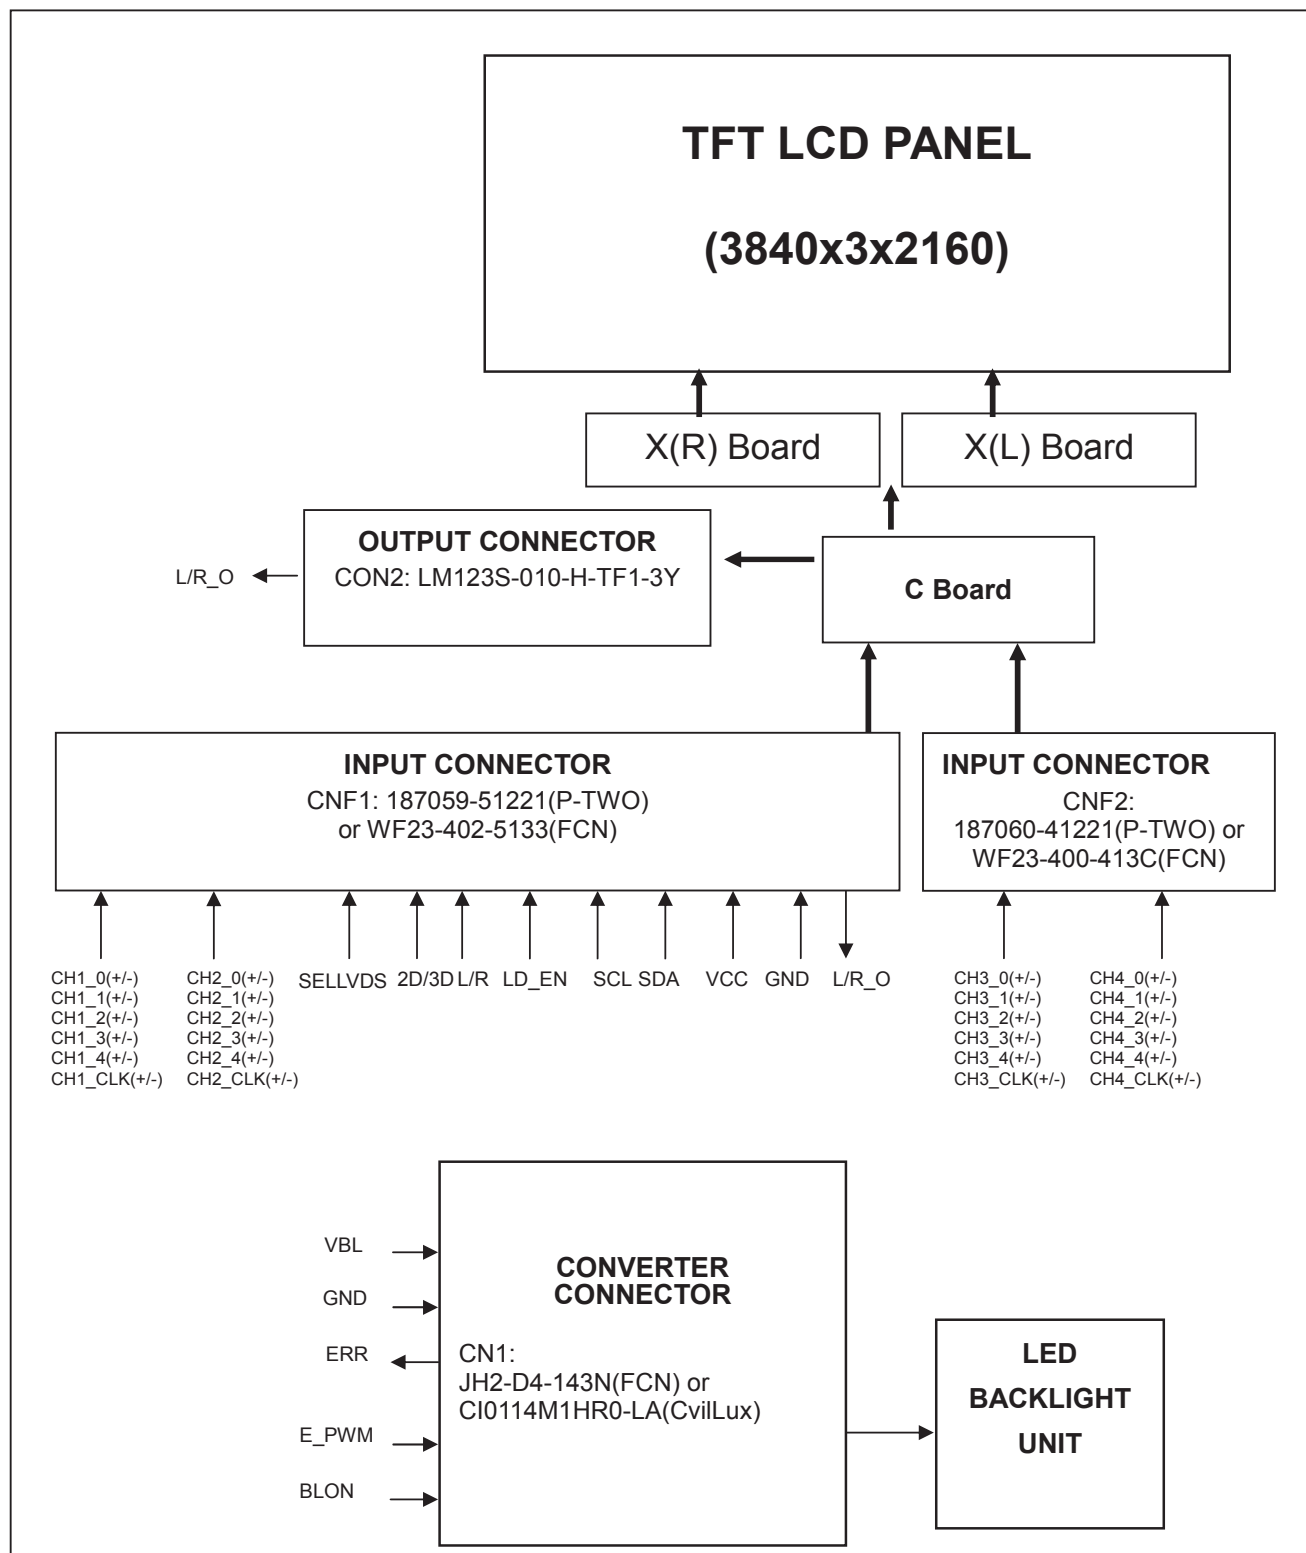 TFT LCD PANEL
(3840x3x2160)
X(R) Board
X(L) Board
OUTPUT CONNECTOR
CON2: LM123S-010-H-TF1-3Y
L/R_O
C Board
INPUT CONNECTOR
CNF1: 187059-51221(P-TWO)
or WF23-402-5133(FCN)
INPUT CONNECTOR
CNF2:
187060-41221(P-TWO) or
WF23-400-413C(FCN)
CH1_0(+/-)
CH1_1(+/-)
CH1_2(+/-)
CH1_3(+/-)
CH1_4(+/-)
CH1_CLK(+/-)
CH2_0(+/-)
CH2_1(+/-)
CH2_2(+/-)
CH2_3(+/-)
CH2_4(+/-)
CH2_CLK(+/-)
SELLVDS
2D/3D
L/R
LD_EN
SCL
SDA
VCC
GND
L/R_O
CH3_0(+/-)
CH3_1(+/-)
CH3_2(+/-)
CH3_3(+/-)
CH3_4(+/-)
CH3_CLK(+/-)
CH4_0(+/-)
CH4_1(+/-)
CH4_2(+/-)
CH4_3(+/-)
CH4_4(+/-)
CH4_CLK(+/-)
VBL
GND
ERR
E_PWM
BLON
CONVERTER
CONNECTOR
CN1:
JH2-D4-143N(FCN) or
CI0114M1HR0-LA(CvilLux)
LED
BACKLIGHT
UNIT